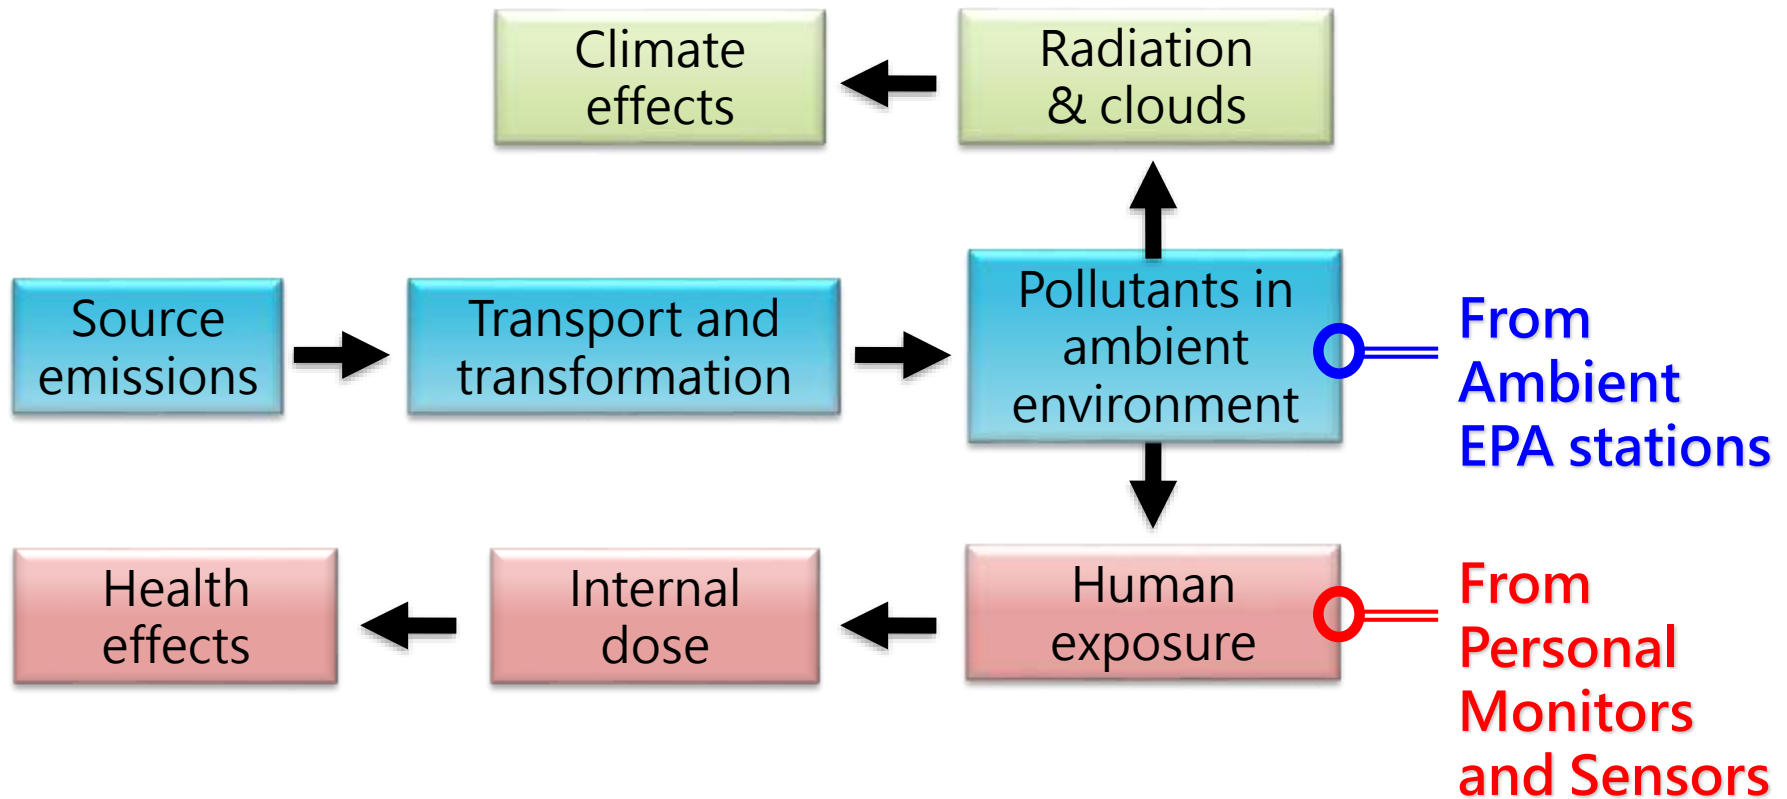 Climate
effects
Radiation
& clouds
Source
emissions
Transport and
transformation
Pollutants in
ambient
environment
From
Ambient
EPA stations
Health
effects
Internal
dose
Human
exposure
From
Personal
Monitors
and Sensors